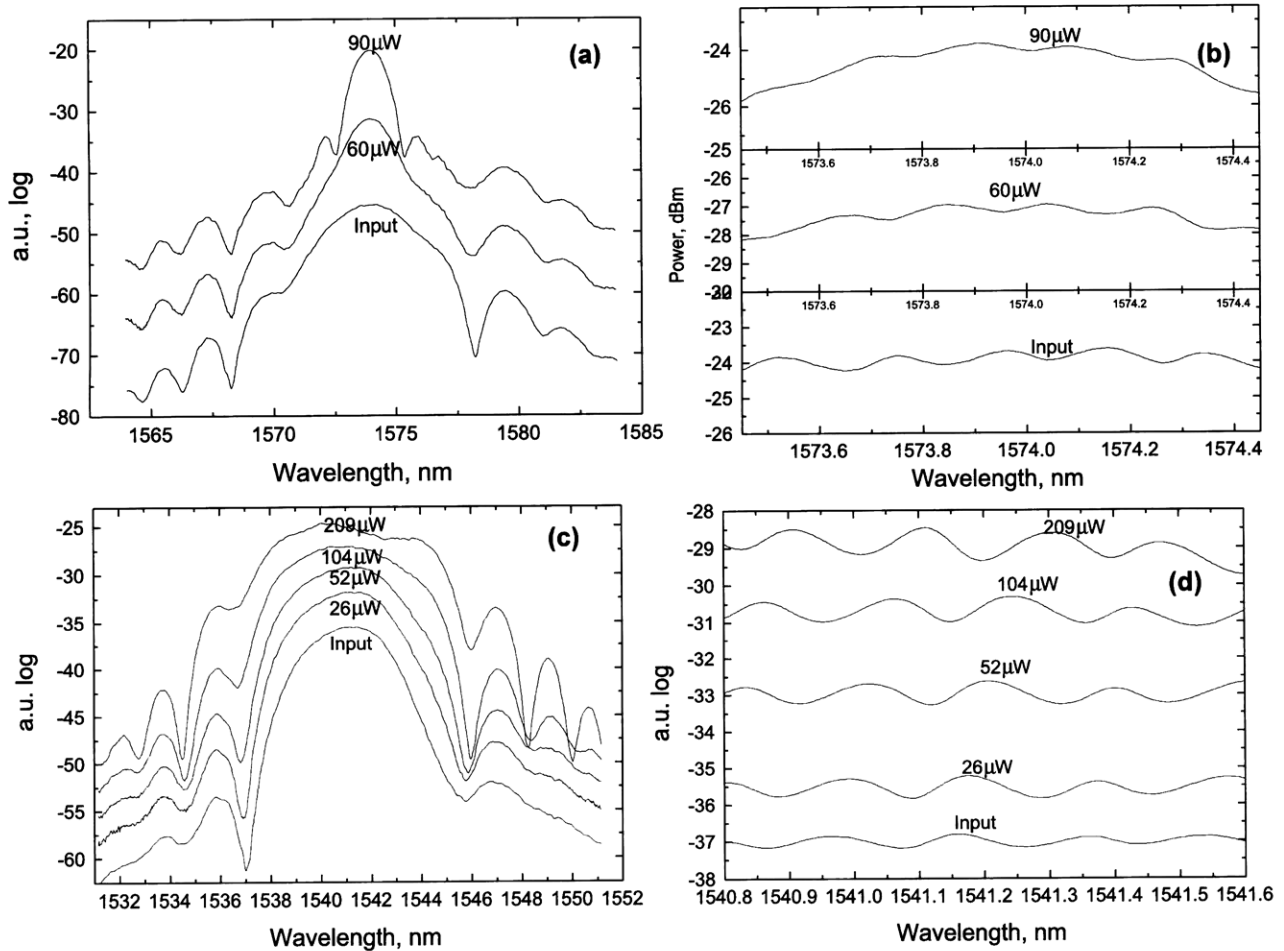 (a)
a.u., log
-20
-30
-40
-50
-60
-70
-80
90µW
60µW
Input
1565 1570 1575 1580 1585
Wavelength, nm
(b)
Power, dBm
-24
-26
-25
90µW
1573.6 1573.8 1574.0 1574.2 1574.4
-25
-26
-27
-28
-29
60µW
1573.6 1573.8 1574.0 1574.2 1574.4
-23
-24
-25
-26
Input
1573.6 1573.8 1574.0 1574.2 1574.4
Wavelength, nm
(c)
a.u. log
-25
-30
-35
-40
-45
-50
-55
-60
209µW
104µW
52µW
26µW
Input
1532 1534 1536 1538 1540 1542 1544 1546 1548 1550 1552
Wavelength, nm
(d)
a.u. log
-28
-29
-30
-31
-32
-33
-34
-35
-36
-37
-38
209µW
104µW
52µW
26µW
Input
1540.8 1540.9 1541.0 1541.1 1541.2 1541.3 1541.4 1541.5 1541.6
Wavelength, nm